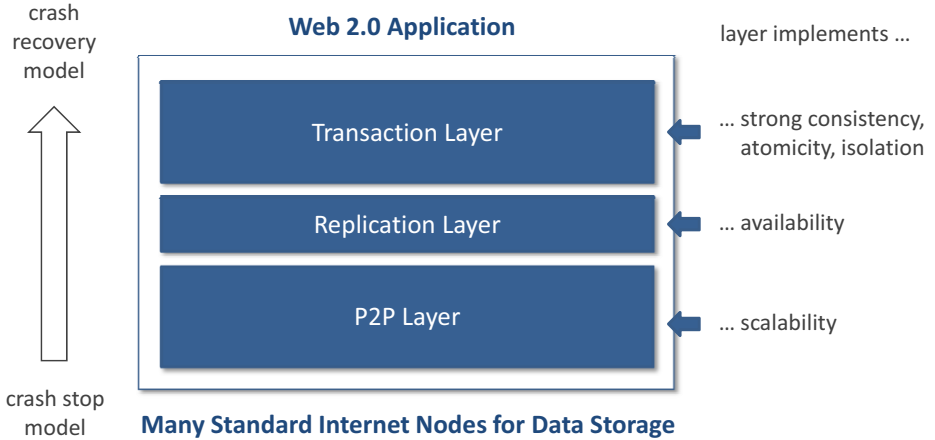 crash
recovery
model
Web 2.0 Application
layer implements …
Transaction Layer
… strong consistency,
atomicity, isolation
Replication Layer
… availability
P2P Layer
… scalability
crash stop
model
Many Standard Internet Nodes for Data Storage